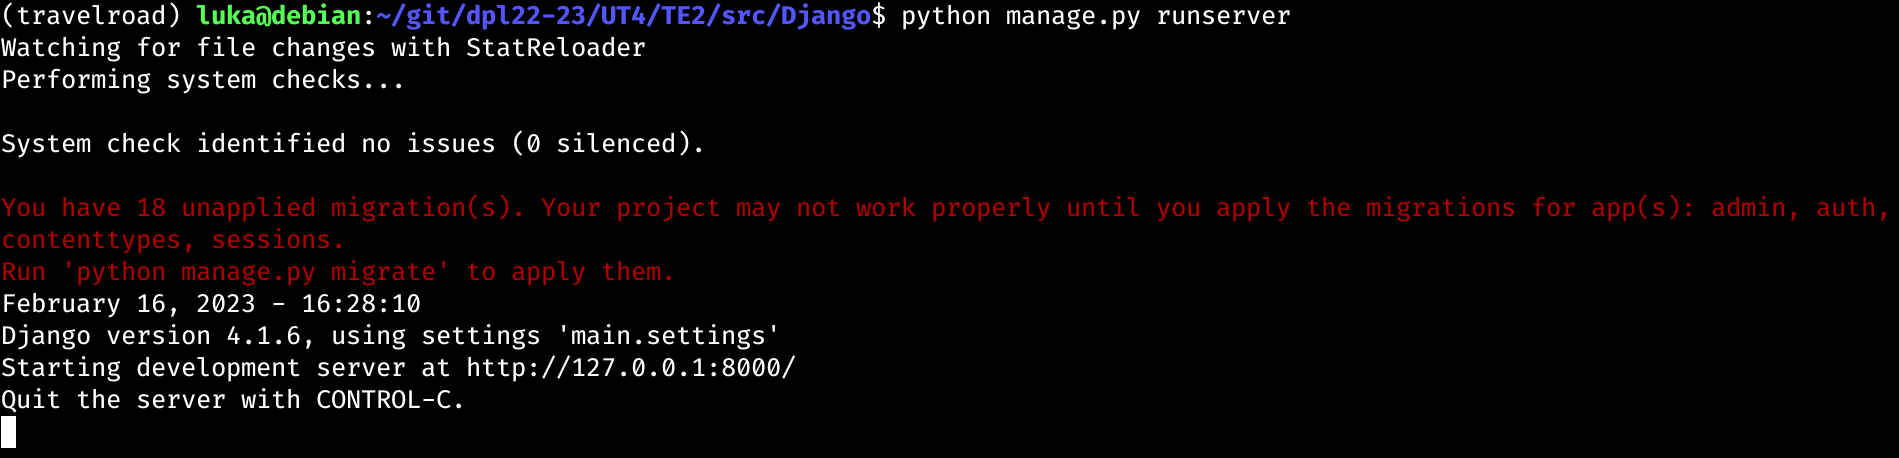 (travelroad) luka@debian:~/git/dpl22-23/UT4/TE2/src/Django$ python manage.py runserver
Watching for file changes with StatReloader
Performing system checks...
System check identified no issues (0 silenced).
You have 18 unapplied migration(s). Your project may not work properly until you apply the migrations for app(s): admin, auth,
contenttypes, sessions.
Run 'python manage.py migrate' to apply them.
February 16, 2023 - 16:28:10
Django version 4.1.6, using settings 'main.settings'
Starting development server at http://127.0.0.1:8000/
Quit the server with CONTROL-C.